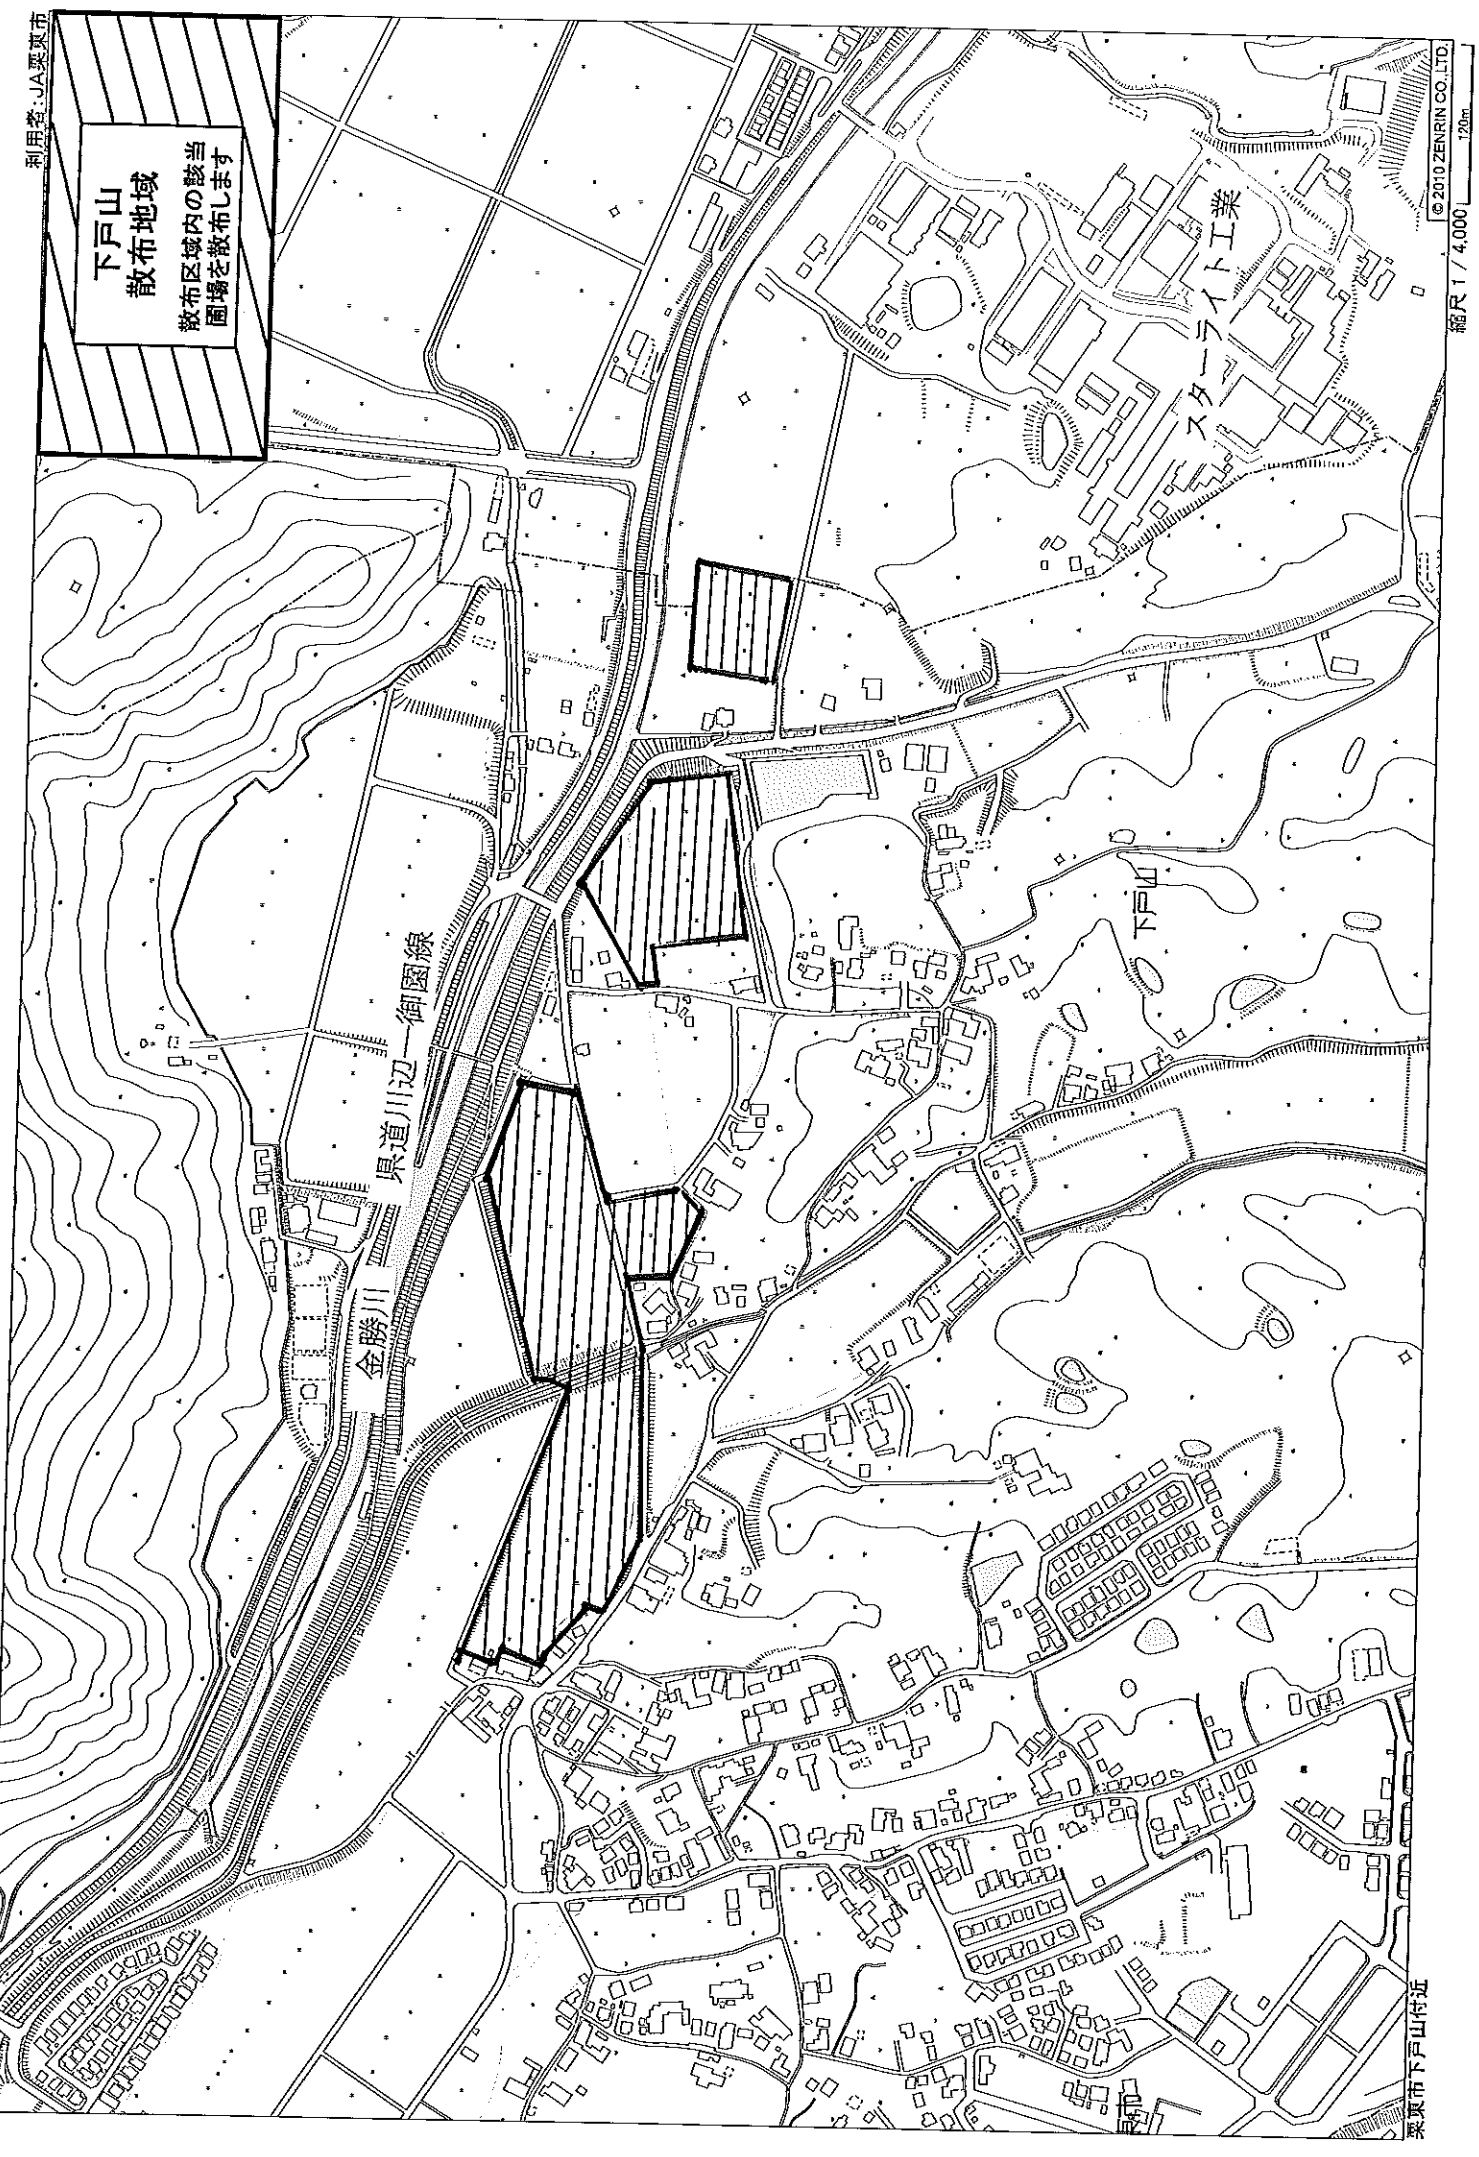 利用者:JA栗東市
下戸山
散布地域
散布区域内の該当
圃場を散布します
県道川辺―御園線
金勝川
スターライト工業
下戸山
© 2010 ZENRIN CO., LTD.
縮尺 1 / 4,000
120m
栗東市下戸山付近